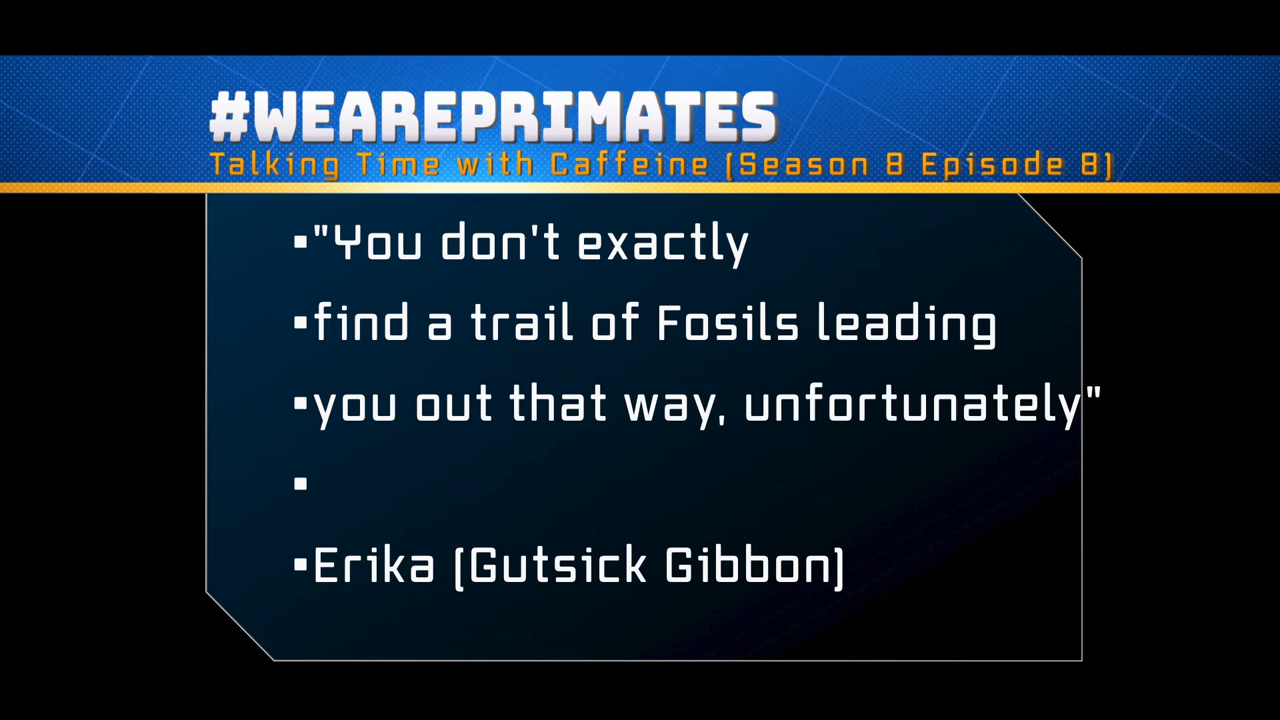 #WEAREPRIMATES
Talking Time with Caffeine (Season 8 Episode 8)
▪"You don't exactly
▪find a trail of Fosils leading
▪you out that way, unfortunately"
▪
▪Erika (Gutsick Gibbon)